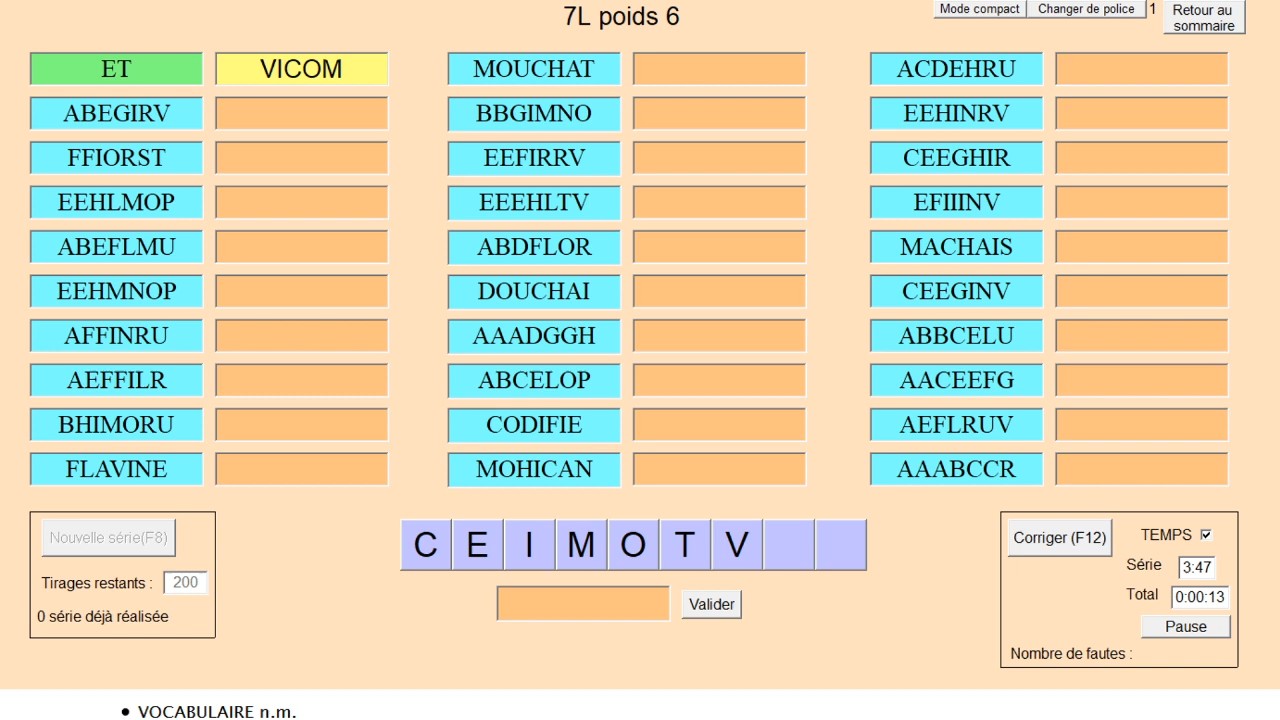 7L poids 6
Mode compact Changer de police 1 Retour au sommaire
ET VICOM MOUCHAT ACDEHRU
ABEGIRV BBGIMNO EEHINRV
FFIORST EEFIRRV CEEGHIR
EEHLMOP EEEHLTV EFIIINV
ABEFLMU ABDFLOR MACHAIS
EEHMNOP DOUCHAI CEEGINV
AFFINRU AAADGGH ABBCELU
AEFFILR ABCELOP AACEEFG
BHIMORU CODIFIE AEFLRUV
FLAVINE MOHICAN AAABCCR
Nouvelle série(F8)
Tirages restants : 200
0 série déjà réalisée
C E I M O T V
Valider
Corriger (F12) TEMPS
Série 3:47
Total 0:00:13
Pause
Nombre de fautes :
• VOCABULAIRE n.m.